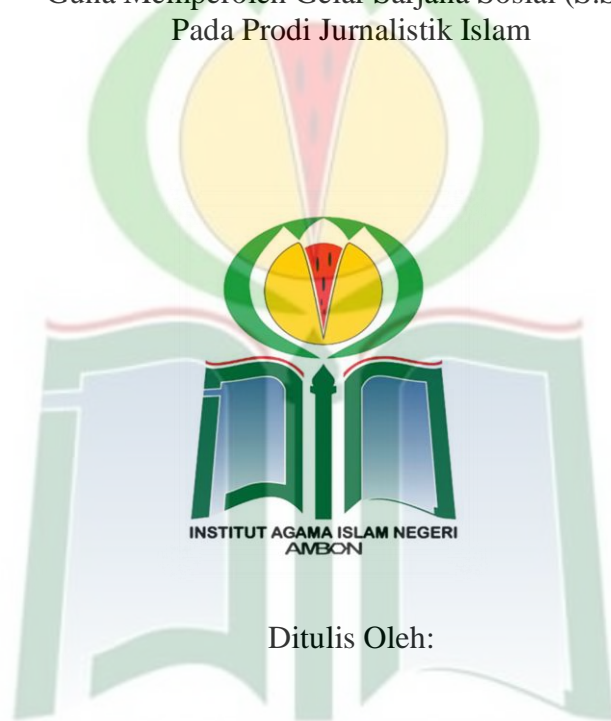 Guna Memperoleh Gelar Sarjana Sosial (S.S
Pada Prodi Jurnalistik Islam
INSTITUT AGAMA ISLAM NEGERI
AMBON
Ditulis Oleh: